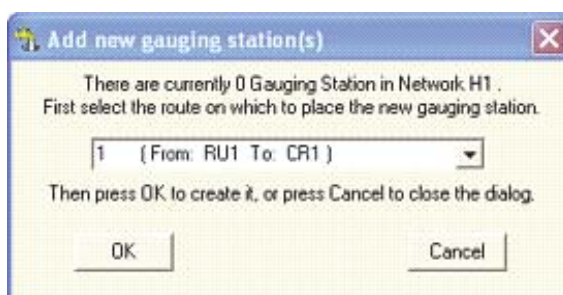 Add new gauging station(s)
There are currently 0 Gauging Station in Network H1 .
First select the route on which to place the new gauging station.
1 (From: RU1 To: CR1 )
Then press OK to create it, or press Cancel to close the dialog.
OK Cancel